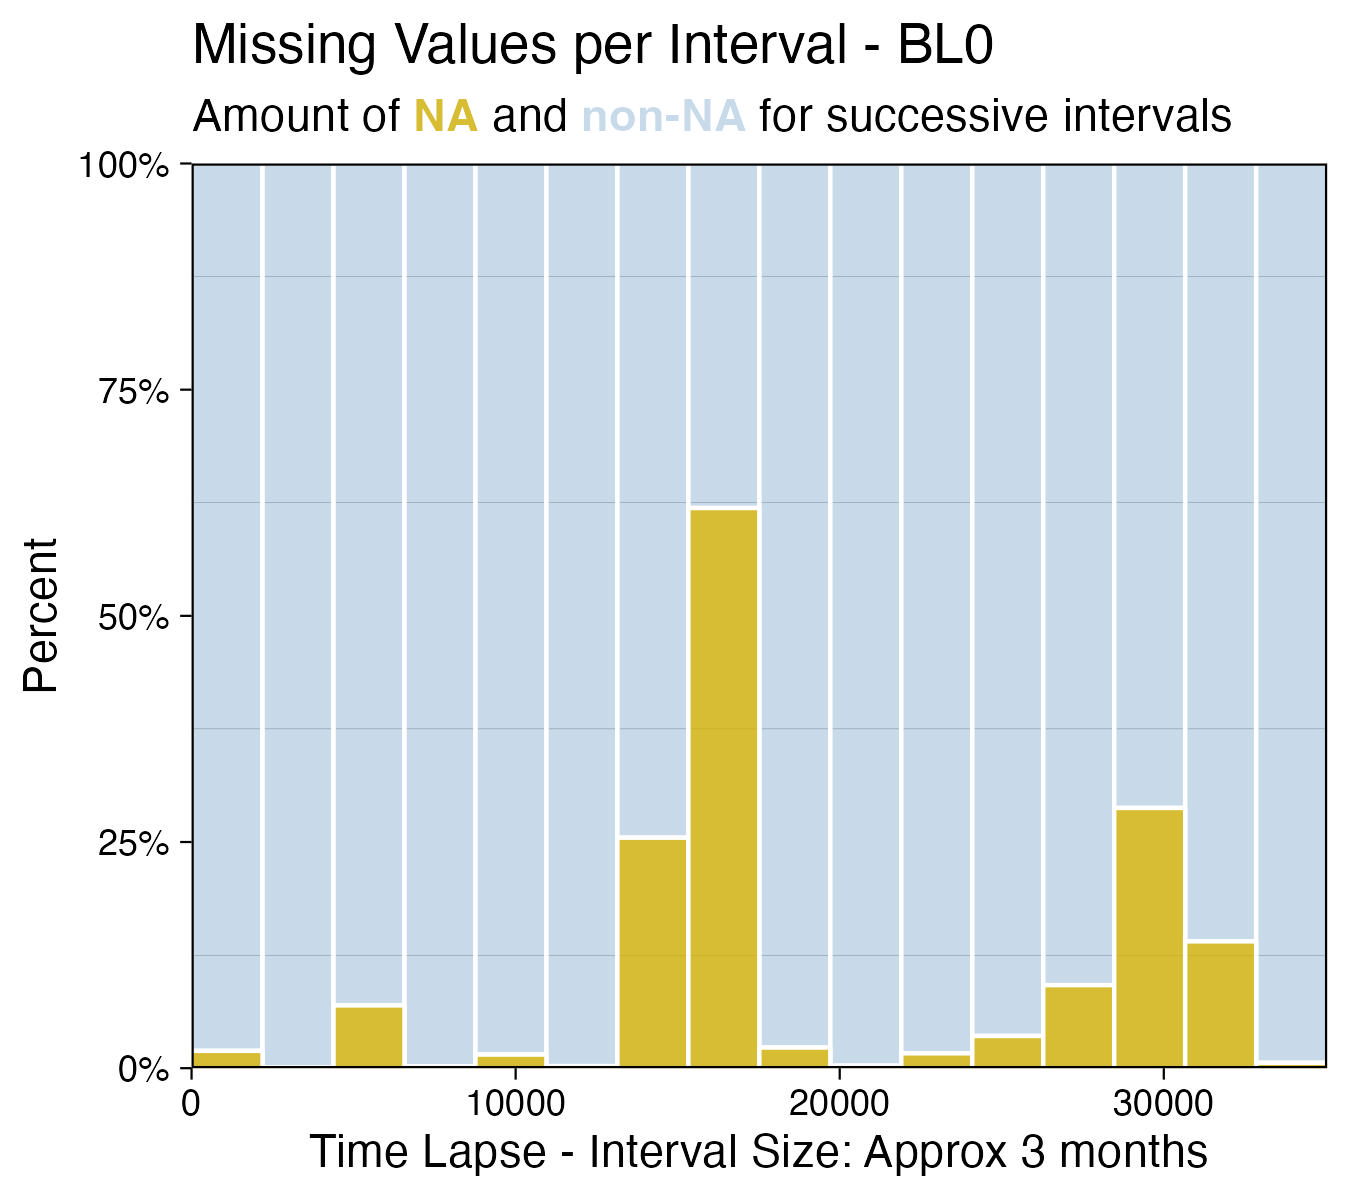 Missing Values per Interval - BL0
Amount of NA and non-NA for successive intervals
100%
75%
50%
25%
0%
Percent
0 10000 20000 30000
Time Lapse - Interval Size: Approx 3 months